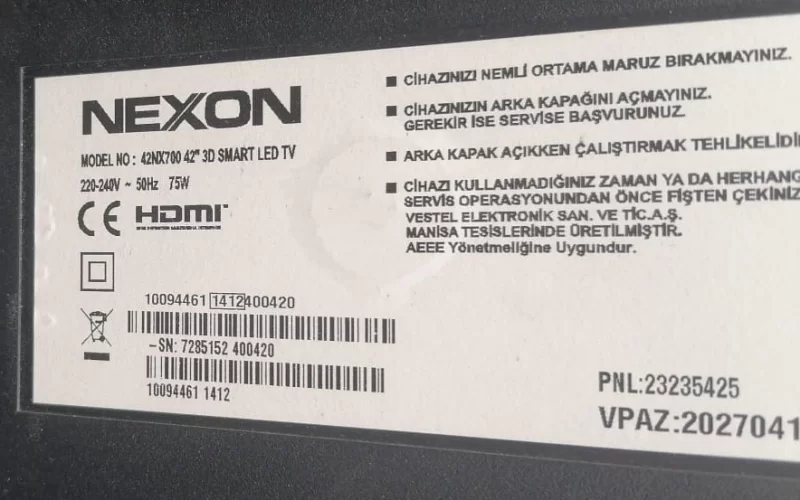 NEXON
MODEL NO : 42NX700 42" 3D SMART LED TV
220-240V ~ 50Hz 75W
CE HDMI
10094461 1412400420
-SN: 7285152 400420
10094461 1412
■ CİHAZINIZI NEMLİ ORTAMA MARUZ BIRAKMAYINIZ.
■ CİHAZINIZIN ARKA KAPAĞINI AÇMAYINIZ.
GEREKİR İSE SERVİSE BAŞVURUNUZ.
■ ARKA KAPAK AÇIKKEN ÇALIŞTIRMAK TEHLİKELİDİ
■ CİHAZI KULLANMADIĞINIZ ZAMAN YA DA HERHANG
SERVİS OPERASYONUNDAN ÖNCE FİŞTEN ÇEKİNİZ
VESTEL ELEKTRONİK SAN. VE TİC.A.Ş.
MANİSA TESİSLERİNDE ÜRETİLMİŞTİR.
AEEE Yönetmeliğine Uygundur.
PNL:23235425
VPAZ:2027041